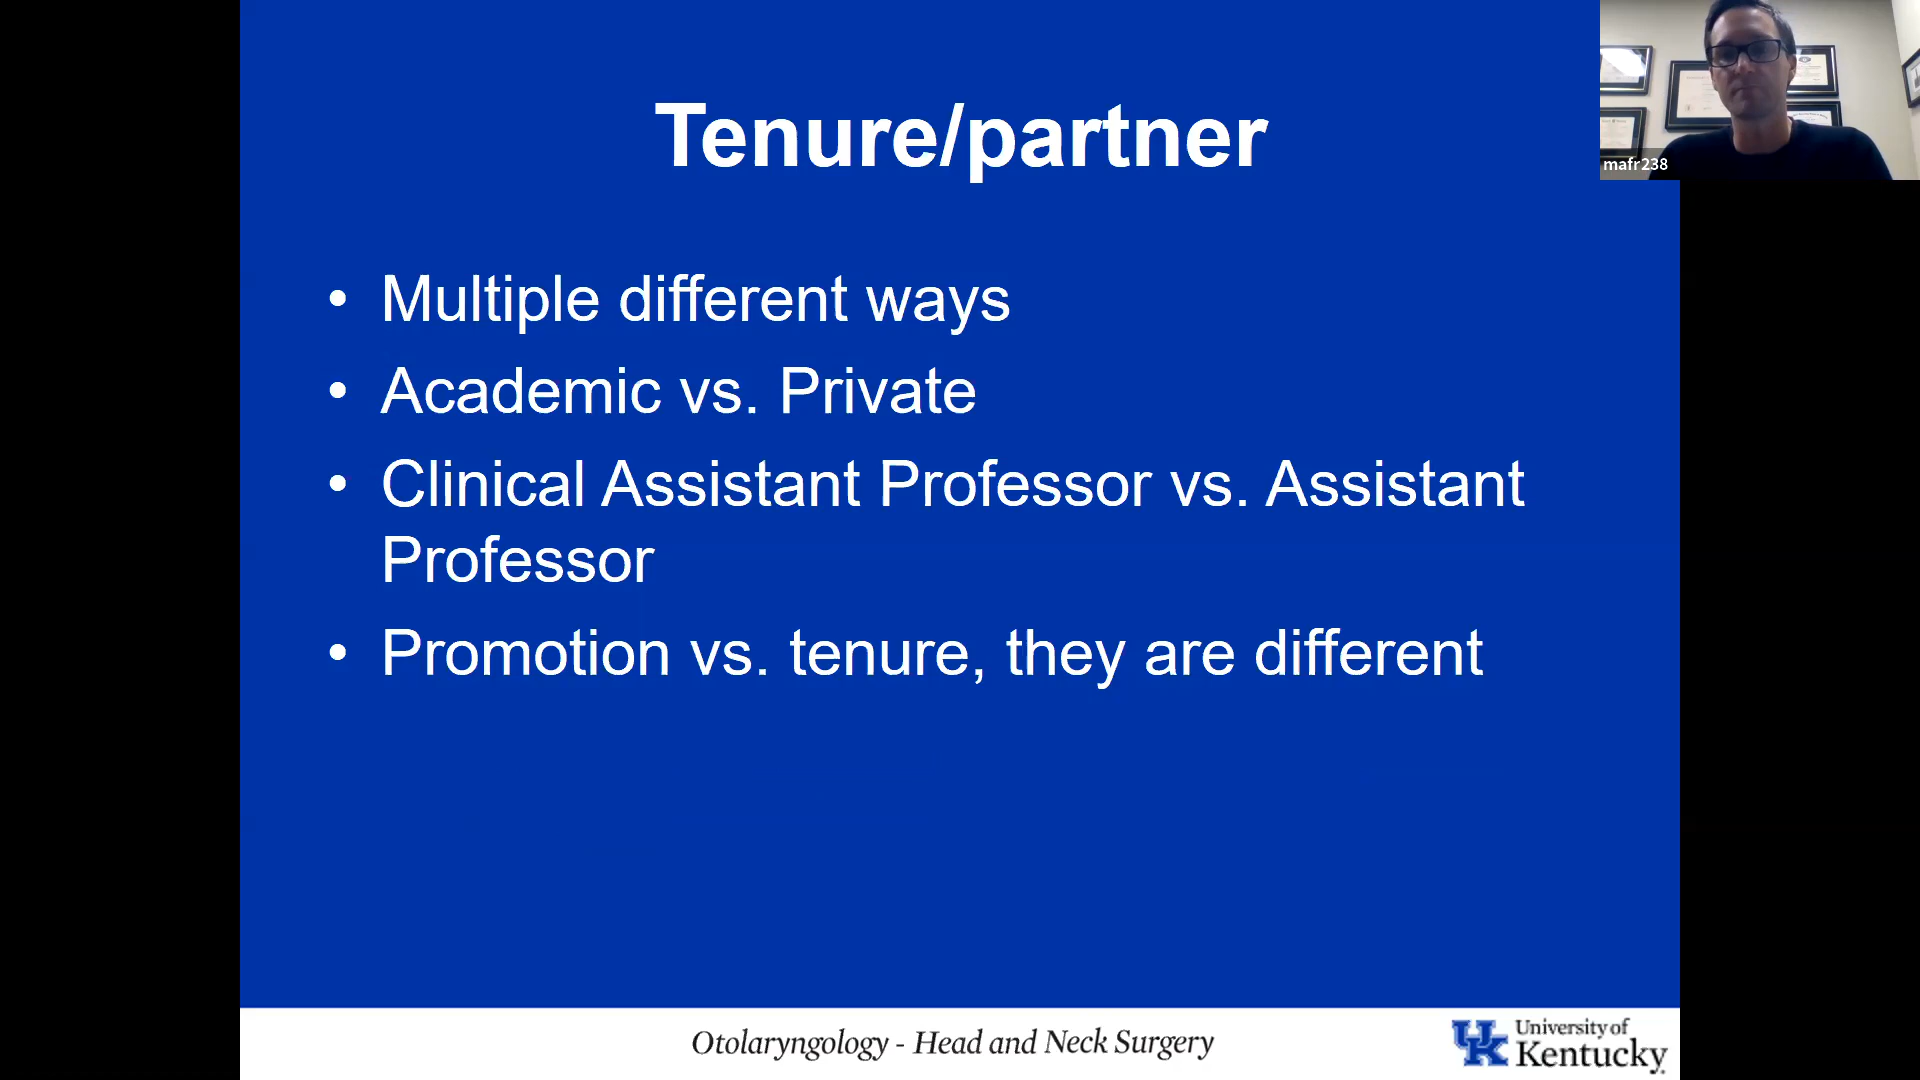 Tenure/partner
• Multiple different ways
• Academic vs. Private
• Clinical Assistant Professor vs. Assistant
Professor
• Promotion vs. tenure, they are different
mafr238
Otolaryngology - Head and Neck Surgery
UK
University of
Kentucky